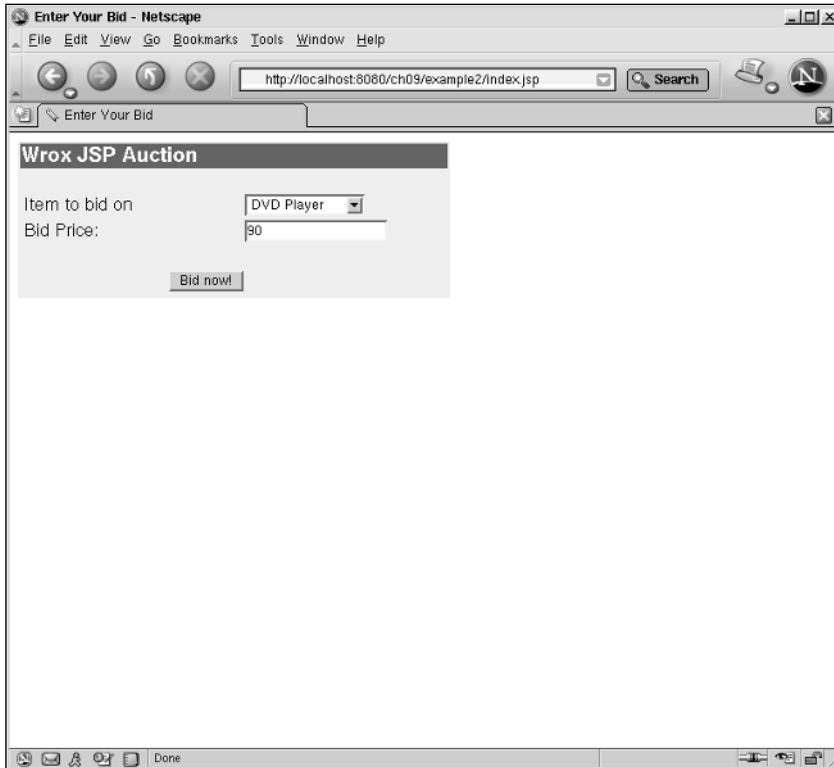 Enter Your Bid - Netscape
File Edit View Go Bookmarks Tools Window Help
http://localhost:8080/ch09/example2/index.jsp Search
N
Enter Your Bid
Wrox JSP Auction
Item to bid on DVD Player
Bid Price: 90
Bid now!
Done